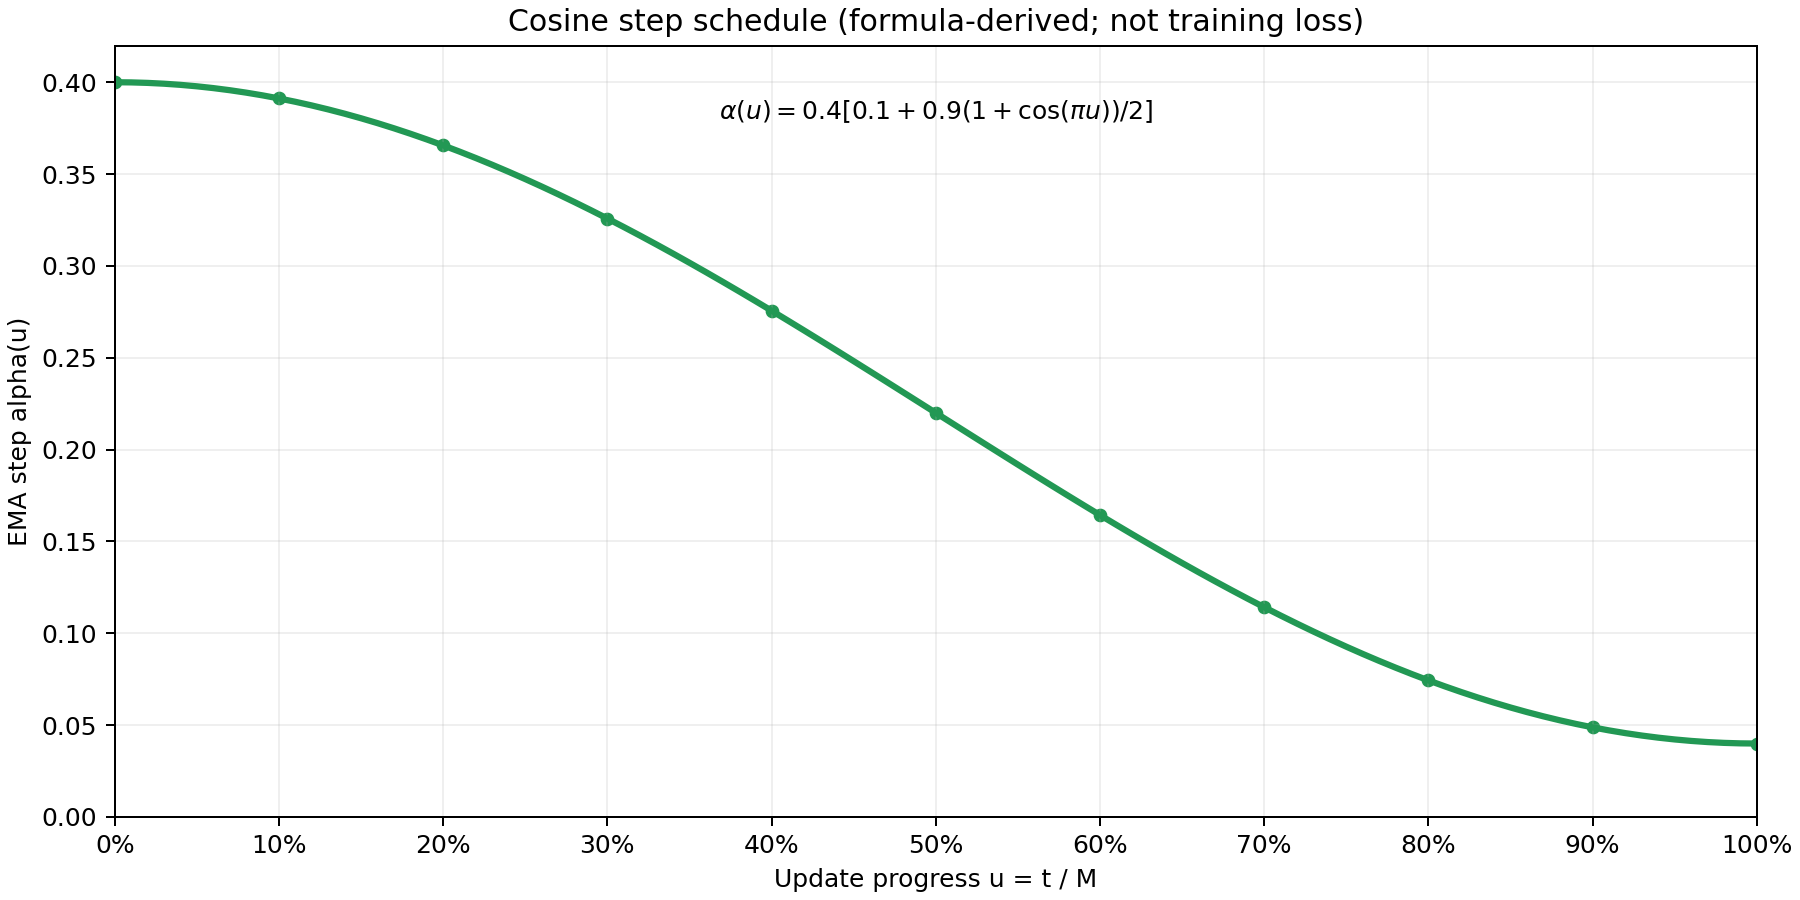 Cosine step schedule (formula-derived; not training loss)
α(u) = 0.4[0.1 + 0.9(1 + cos(πu))/2]
EMA step alpha(u)
0.40
0.35
0.30
0.25
0.20
0.15
0.10
0.05
0.00
0% 10% 20% 30% 40% 50% 60% 70% 80% 90% 100%
Update progress u = t / M